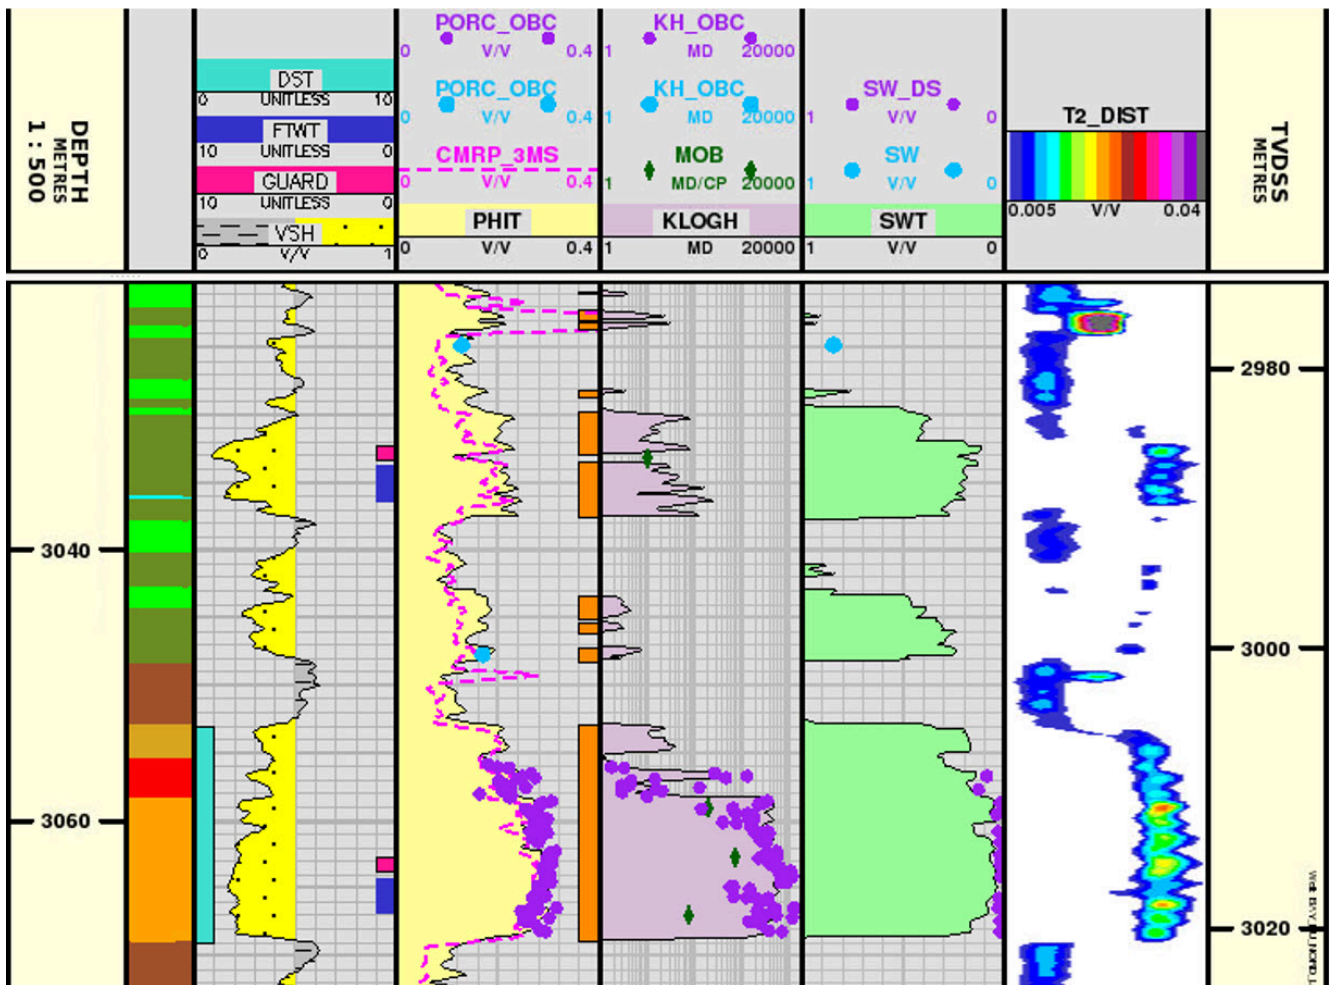 DEPTH
METRES
1 : 500
DST
0 UNITLESS 10
FTWT
10 UNITLESS 0
GUARD
10 UNITLESS 0
VSH
0 V/V 1
PORC_OBC
0 V/V 0.4
PORC_OBC
0 V/V 0.4
CMRP_3MS
0 V/V 0.4
PHIT
0 V/V 0.4
KH_OBC
1 MD 20000
KH_OBC
1 MD 20000
MOB
1 MD/CP 20000
KLOGH
1 MD 20000
SW_DS
1 V/V 0
SW
1 V/V 0
SWT
1 V/V 0
T2_DIST
0.005 V/V 0.04
TVDSS
METRES
2980
3040
3000
3060
3020